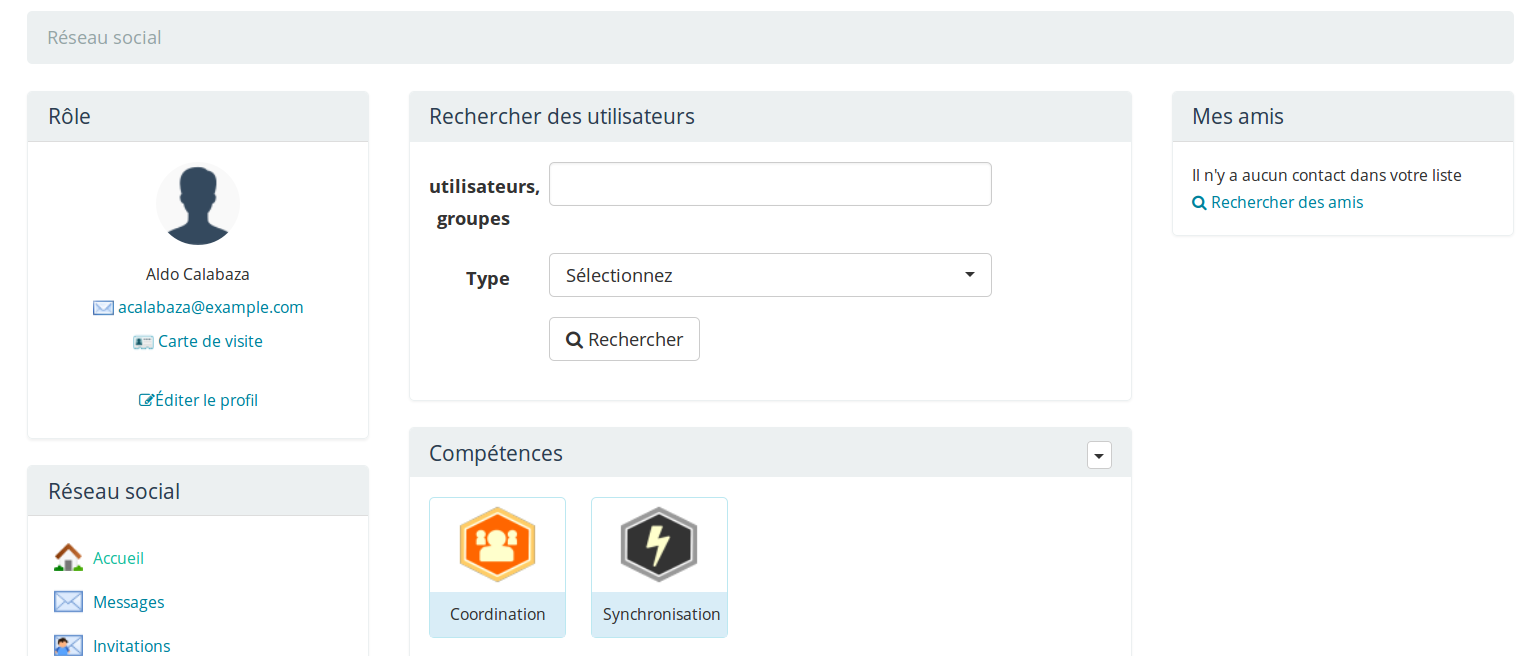 Réseau social
Rôle
Aldo Calabaza
acalabaza@example.com
Carte de visite
Éditer le profil
Réseau social
Accueil
Messages
Invitations
Rechercher des utilisateurs
utilisateurs,
groupes
Type
Sélectionnez
Rechercher
Compétences
Coordination
Synchronisation
Mes amis
Il n'y a aucun contact dans votre liste
Rechercher des amis